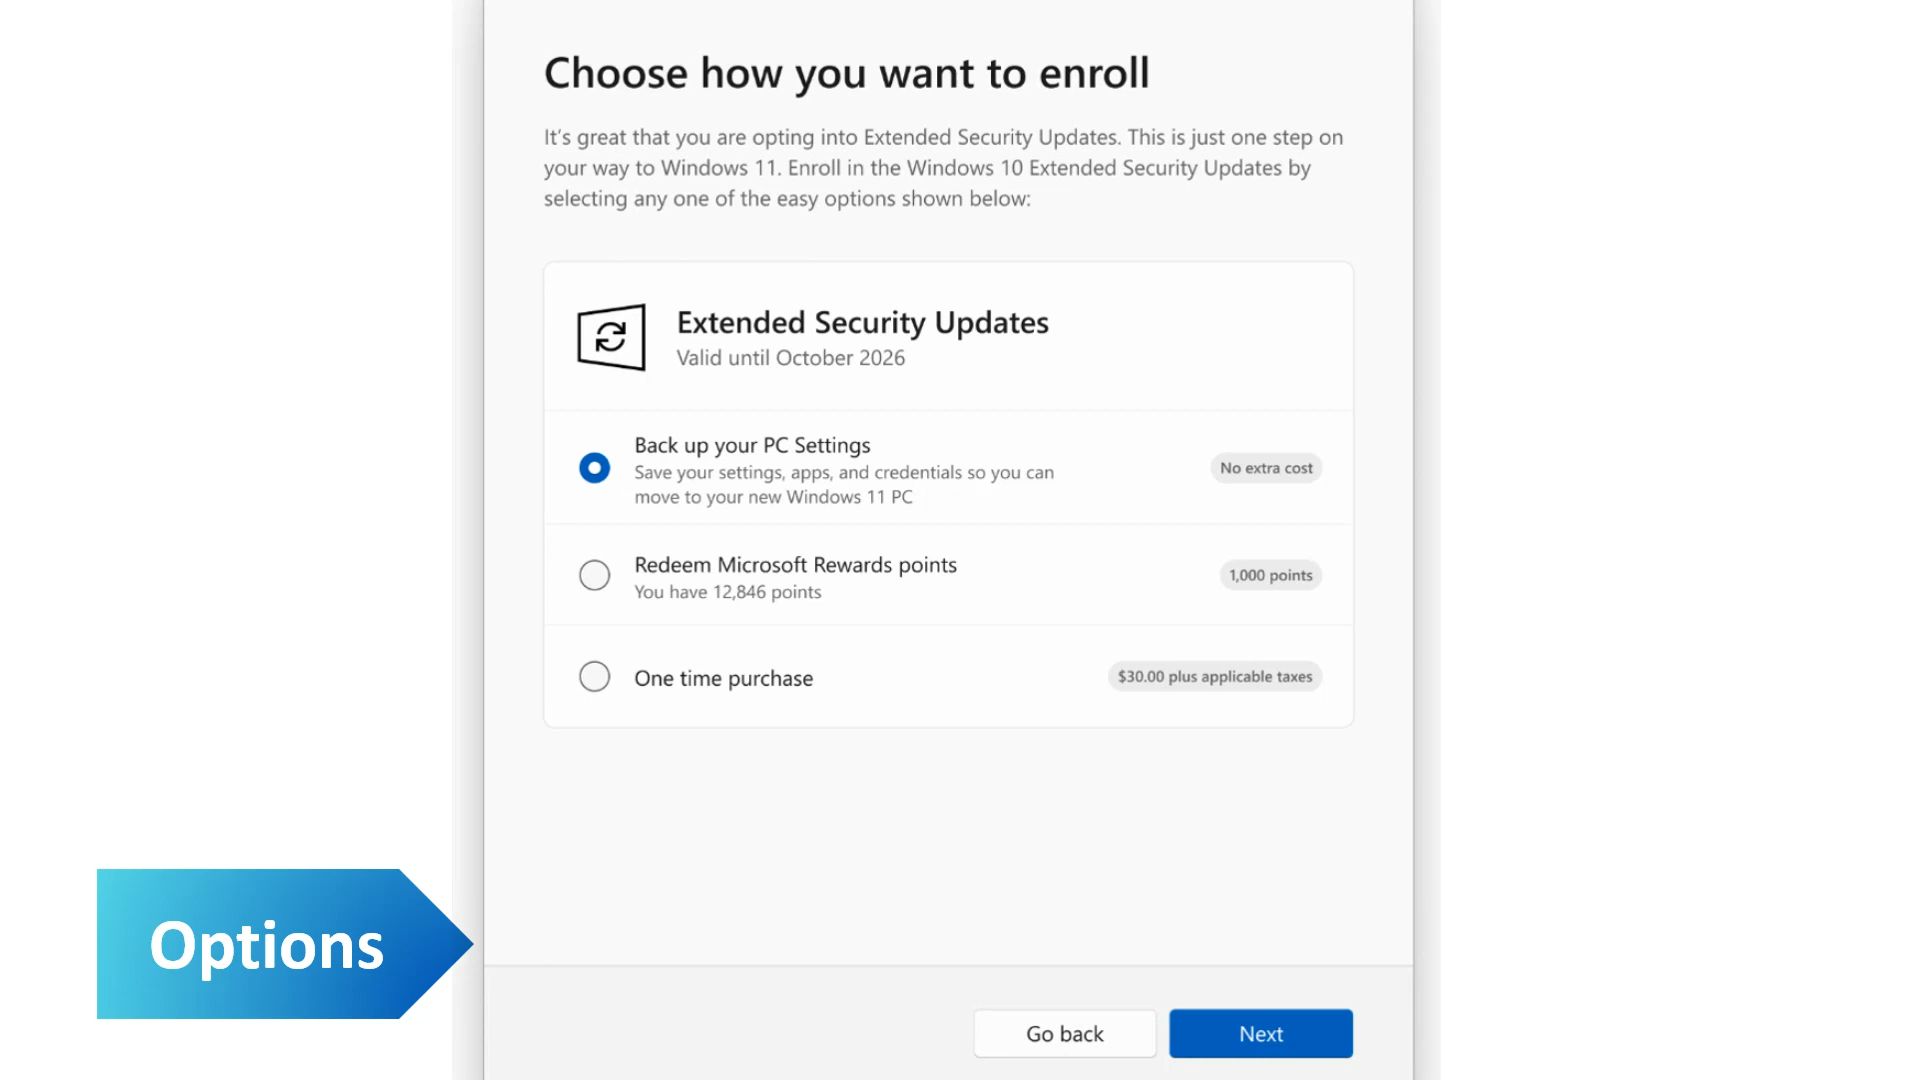 Choose how you want to enroll
It's great that you are opting into Extended Security Updates. This is just one step on
your way to Windows 11. Enroll in the Windows 10 Extended Security Updates by
selecting any one of the easy options shown below:
Extended Security Updates
Valid until October 2026
Back up your PC Settings
Save your settings, apps, and credentials so you can
move to your new Windows 11 PC
No extra cost
Redeem Microsoft Rewards points
You have 12,846 points
1,000 points
One time purchase
$30.00 plus applicable taxes
Options
Go back
Next